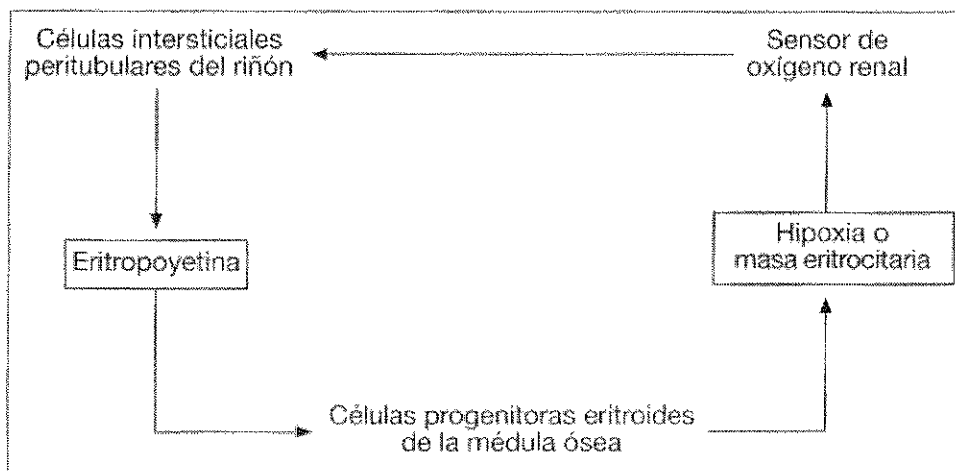 Células intersticiales
peritubulares del riñón
Sensor de
oxígeno renal
Eritropoyetina
Hipoxia o
masa eritrocitaria
Células progenitoras eritroides
de la médula ósea